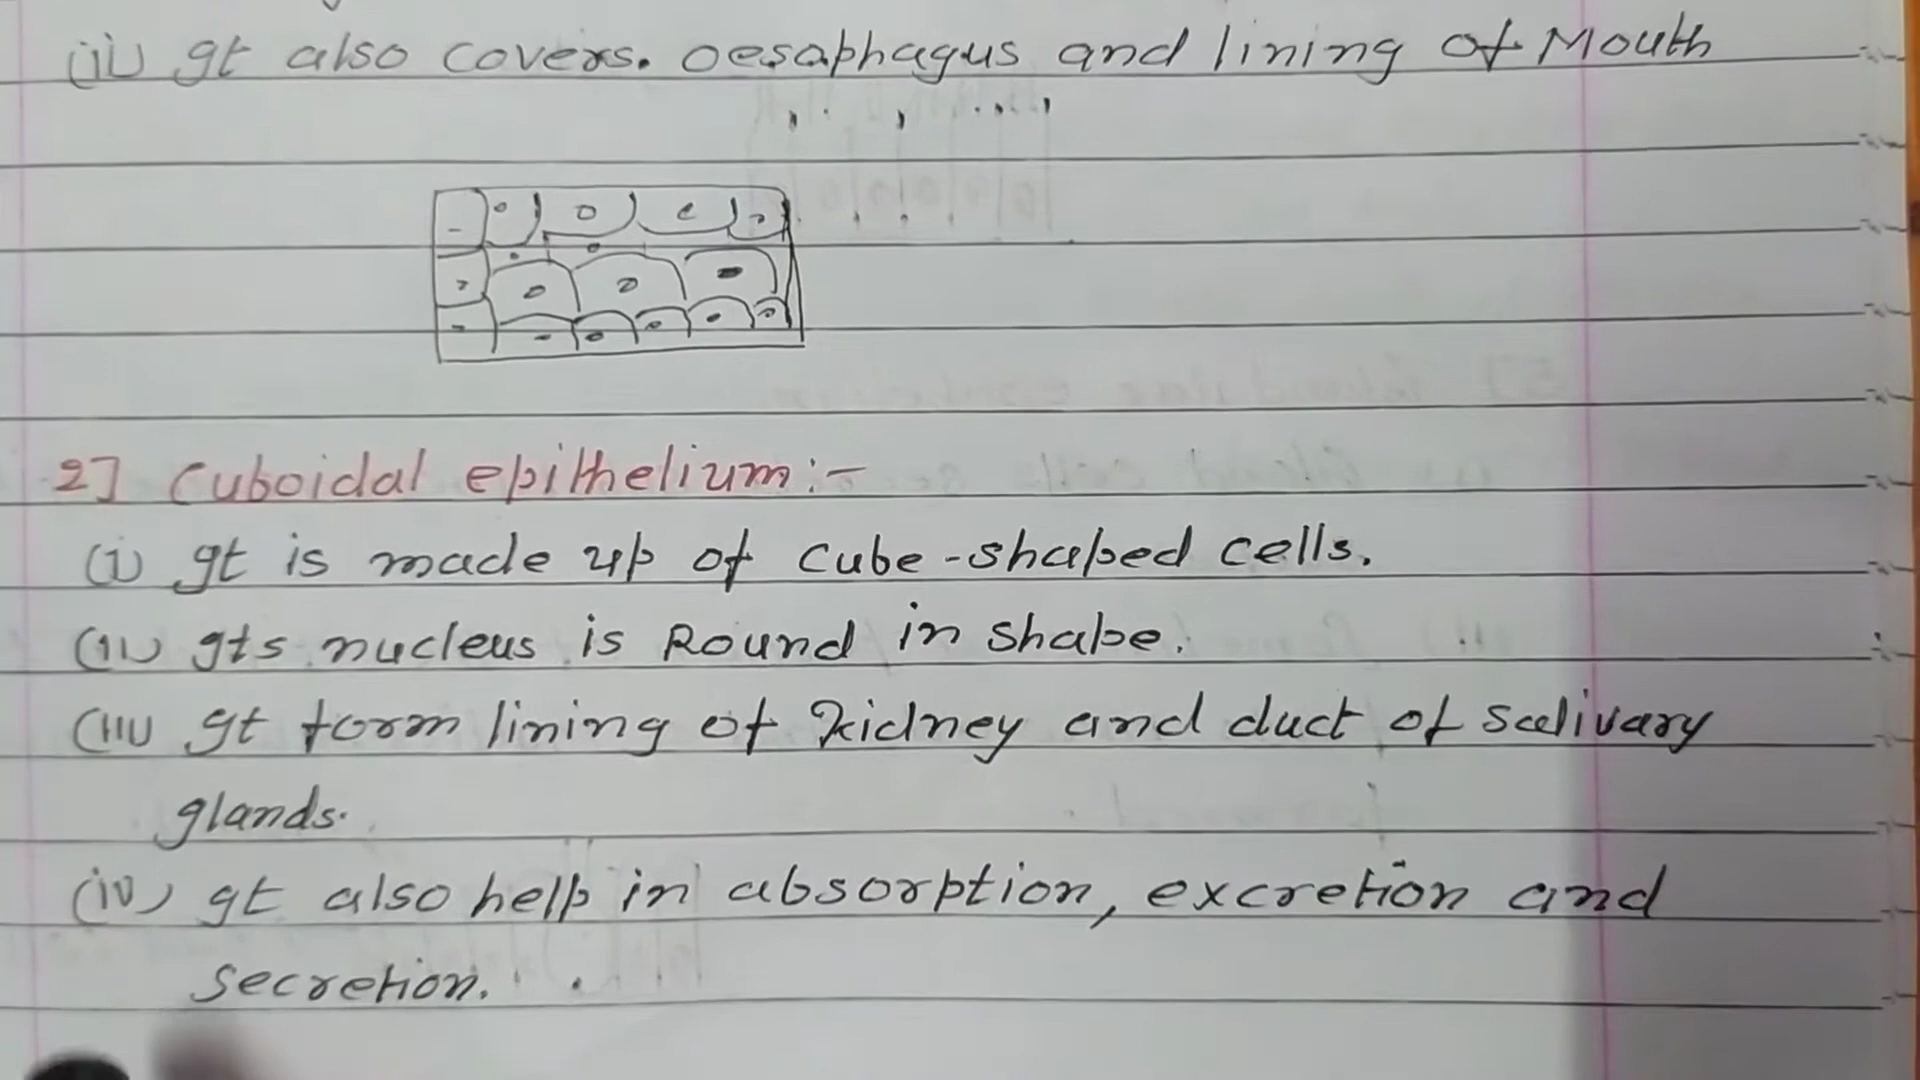 (ii) It also covers. oesaphagus and lining of Mouth
2] Cuboidal epithelium:-
(i) It is made up of cube-shaped cells.
(ii) Its nucleus is Round in shape.
(iii) It form lining of kidney and duct of salivary
glands.
(iv) It also help in absorption, excretion and
secretion.